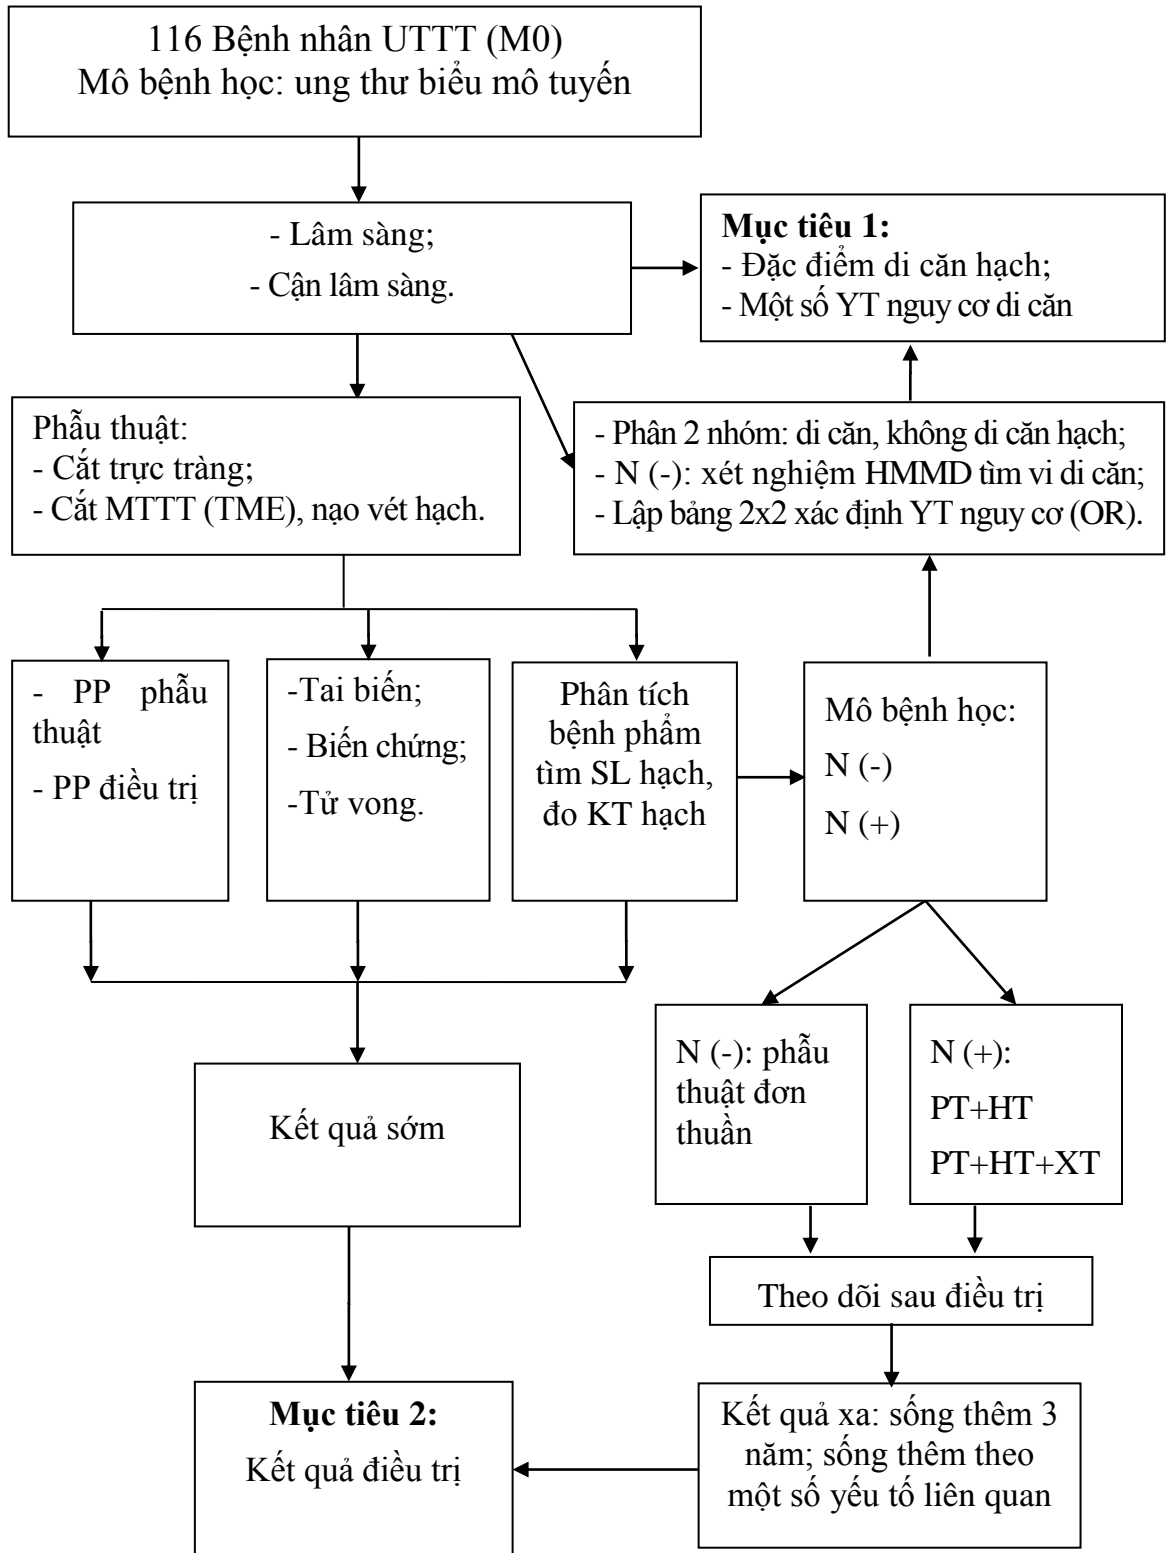 116 Bệnh nhân UTTT (M0)
Mô bệnh học: ung thư biểu mô tuyến
- Lâm sàng;
- Cận lâm sàng.
Mục tiêu 1:
- Đặc điểm di căn hạch;
- Một số YT nguy cơ di căn
Phẫu thuật:
- Cắt trực tràng;
- Cắt MTTT (TME), nạo vét hạch.
- Phân 2 nhóm: di căn, không di căn hạch;
- N (-): xét nghiệm HMMD tìm vi di căn;
- Lập bảng 2x2 xác định YT nguy cơ (OR).
- PP phẫu
thuật
- PP điều trị
-Tai biến;
- Biến chứng;
-Tử vong.
Phân tích
bệnh phẩm
tìm SL hạch,
đo KT hạch
Mô bệnh học:
N (-)
N (+)
N (-): phẫu
thuật đơn
thuần
N (+):
PT+HT
PT+HT+XT
Kết quả sớm
Theo dõi sau điều trị
Mục tiêu 2:
Kết quả điều trị
Kết quả xa: sống thêm 3
năm; sống thêm theo
một số yếu tố liên quan